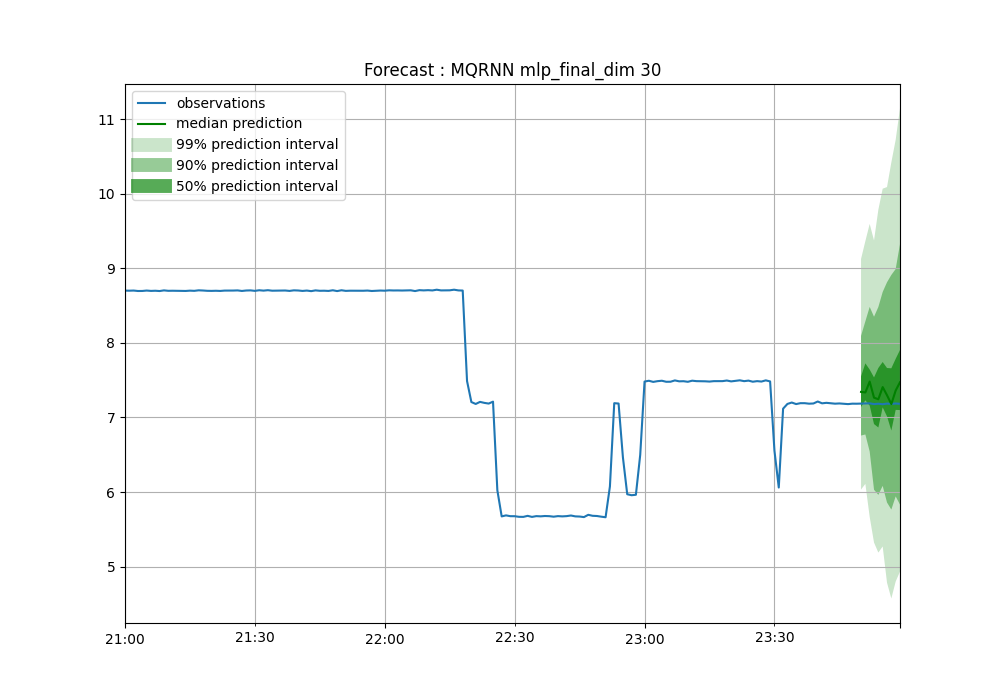 Forecast : MQRNN mlp_final_dim 30
observations
median prediction
99% prediction interval
90% prediction interval
50% prediction interval
11
10
9
8
7
6
5
21:00
21:30
22:00
22:30
23:00
23:30